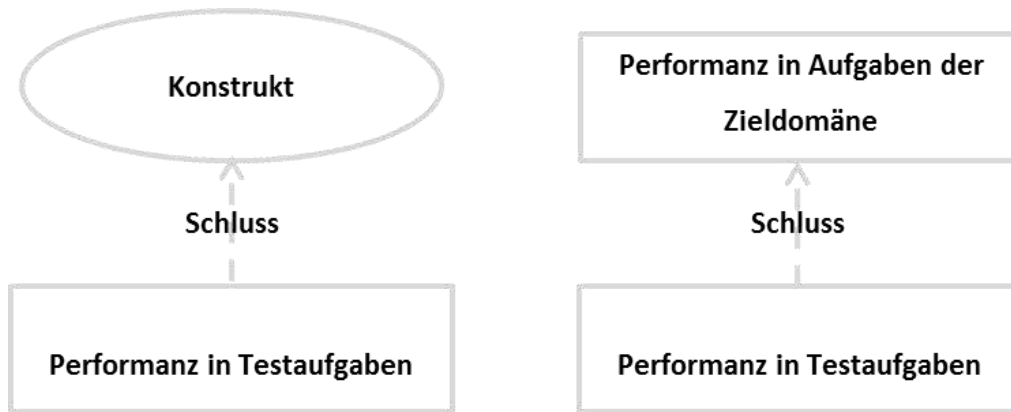 Konstrukt
Schluss
Performanz in Testaufgaben
Performanz in Aufgaben der
Zieldomäne
Schluss
Performanz in Testaufgaben